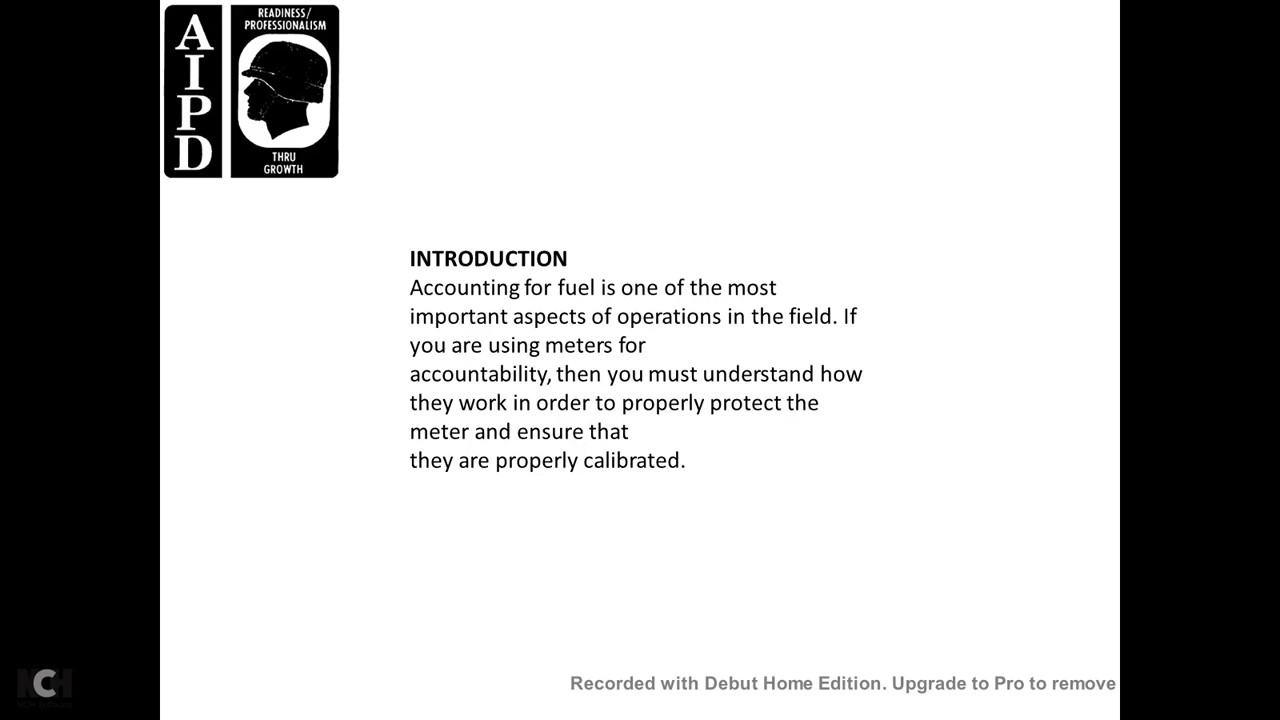 A
I
P
D
READINESS/
PROFESSIONALISM
THRU
GROWTH
INTRODUCTION
Accounting for fuel is one of the most
important aspects of operations in the field. If
you are using meters for
accountability, then you must understand how
they work in order to properly protect the
meter and ensure that
they are properly calibrated.
NCH
Recorded with Debut Home Edition. Upgrade to Pro to remove